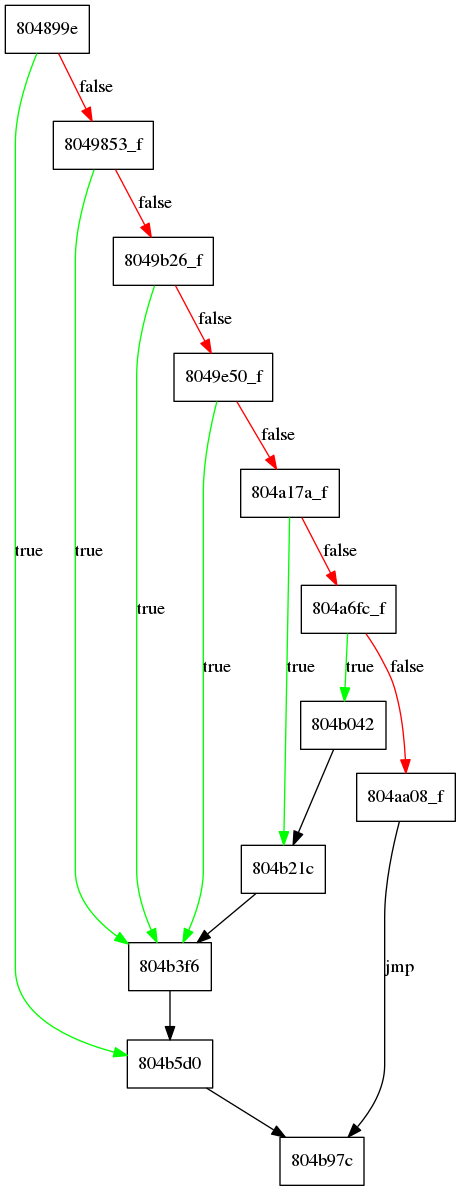 804899e
false
8049853_f
false
8049b26_f
false
8049e50_f
false
804a17a_f
true
true
false
804a6fc_f
true
true
true
true
false
804b042
804aa08_f
804b21c
804b3f6
jmp
804b5d0
804b97c